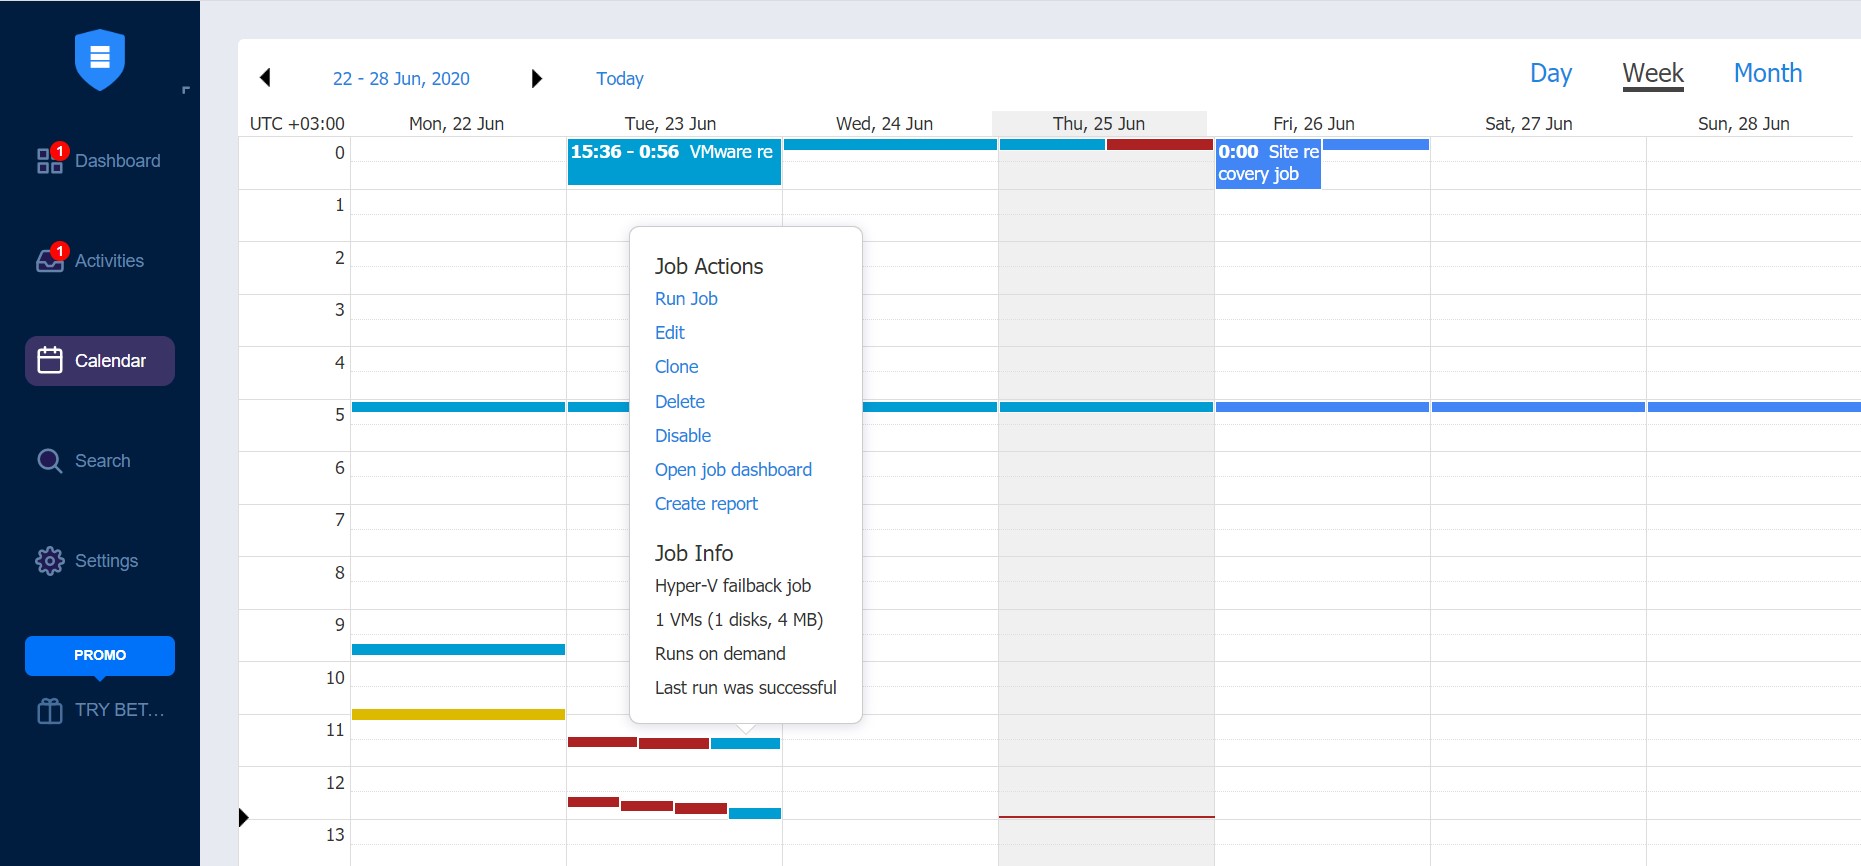 22 - 28 Jun, 2020
Today
Day
Week
Month
UTC +03:00
Mon, 22 Jun
Tue, 23 Jun
Wed, 24 Jun
Thu, 25 Jun
Fri, 26 Jun
Sat, 27 Jun
Sun, 28 Jun
1
Dashboard
1
Activities
Calendar
Search
Settings
PROMO
TRY BET...
0
1
2
3
4
5
6
7
8
9
10
11
12
13
15:36 - 0:56 VMware re
0:00 Site re
covery job
Job Actions
Run Job
Edit
Clone
Delete
Disable
Open job dashboard
Create report
Job Info
Hyper-V failback job
1 VMs (1 disks, 4 MB)
Runs on demand
Last run was successful